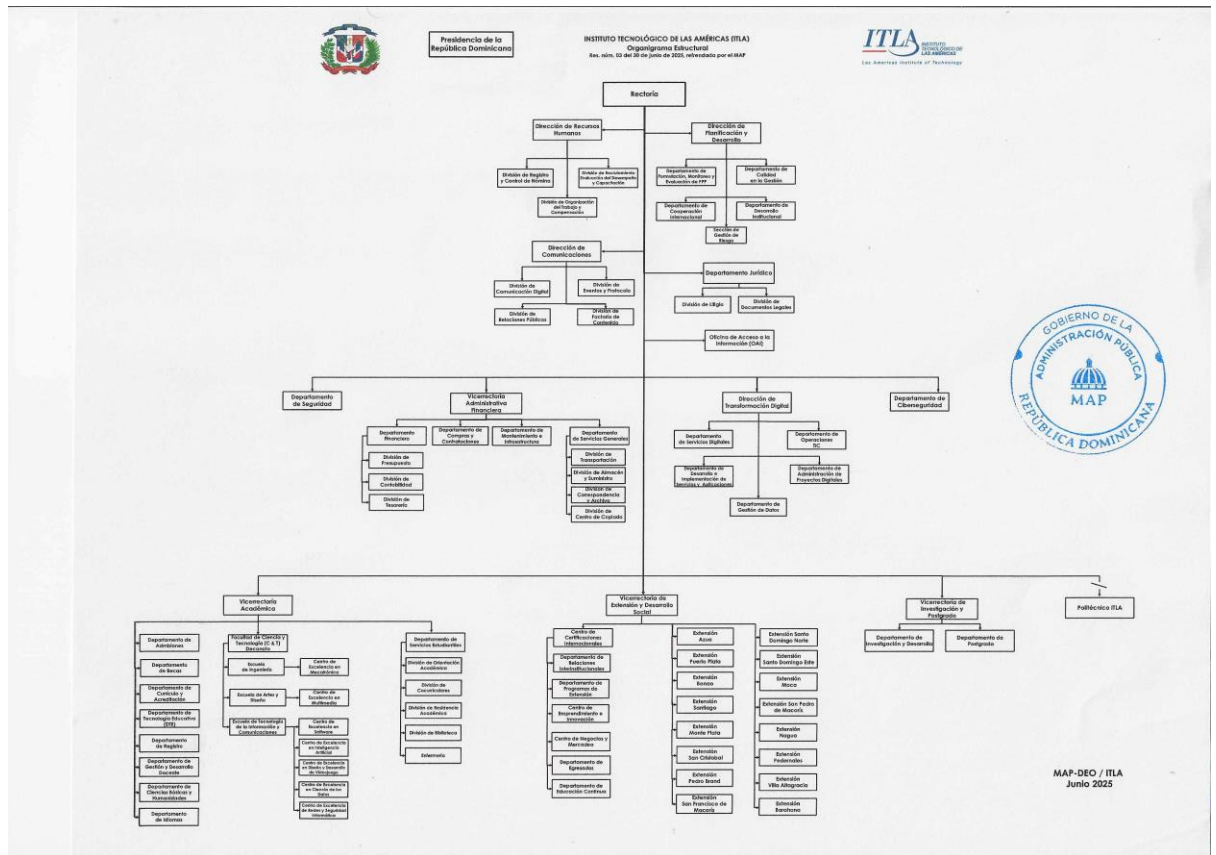 Presidencia de la
República Dominicana
INSTITUTO TECNOLÓGICO DE LAS AMÉRICAS (ITLA)
Organigrama Estructural
Res. núm. 03 del 30 de junio de 2025, refrendada por el MAP
ITLA
INSTITUTO
TECNOLÓGICO DE
LAS AMÉRICAS
Las Americas Institute of Technology
Rectoría
Dirección de Recursos
Humanos
División de Registro
y Control de Nómina
División de Reclutamiento
Evaluación del Desempeño
y Capacitación
División de Organización
del Trabajo y
Compensación
Dirección de
Planificación y
Desarrollo
Departamento de
Formulación, Monitoreo y
Evaluación de PPP
Departamento de
Calidad
en la Gestión
Departamento de
Cooperación
Internacional
Departamento de
Desarrollo
Institucional
Sección de
Gestión de
Riesgo
Dirección de
Comunicaciones
División de
Comunicación Digital
División de
Eventos y Protocolo
División de
Relaciones Públicas
División de
Factoría de
Contenido
Departamento Jurídico
División de Litigio
División de
Documentos Legales
Oficina de Acceso a la
Información (OAI)
GOBIERNO DE LA
REPÚBLICA DOMINICANA
ADMINISTRACIÓN PÚBLICA
MAP
Departamento
de Seguridad
Vicerrectoría
Administrativa
Financiera
Dirección de
Transformación Digital
Departamento de
Ciberseguridad
Departamento
Financiero
División de
Presupuesto
División de
Contabilidad
División de
Tesorería
Departamento de
Compras y
Contrataciones
Departamento de
Mantenimiento e
Infraestructura
Departamento
de Servicios Generales
División de
Transportación
División de Almacén
y Suministro
División de
Correspondencia
y Archivo
División de
Centro de Copiado
Departamento
de Servicios Digitales
Departamento de
Operaciones
TIC
Departamento de
Desarrollo e
Implementación de
Servicios y Aplicaciones
Departamento de
Administración de
Proyectos Digitales
Departamento de
Gestión de Datos
Vicerrectoría
Académica
Vicerrectoría de
Extensión y Desarrollo
Social
Vicerrectoría de
Investigación y
Postgrado
Politécnico ITLA
Departamento de
Admisiones
Departamento
de Becas
Departamento de
Currículo y
Acreditación
Departamento de
Tecnología Educativa
(DTE)
Departamento
de Registro
Departamento de
Gestión y Desarrollo
Docente
Departamento de
Ciencias Básicas y
Humanidades
Departamento
de Idiomas
Facultad de Ciencia y
Tecnología (C & T)
Decanato
Escuela
de Ingeniería
Centro de
Excelencia en
Mecatrónica
Escuela de Artes y
Diseño
Centro de
Excelencia en
Multimedia
Escuela de Tecnología
de la Información y
Comunicaciones
Centro de
Excelencia en
Software
Centro de Excelencia
en Inteligencia
Artificial
Centro de Excelencia
en Diseño y Desarrollo
de Videojuego
Centro de Excelencia
en Ciencia de los
Datos
Centro de Excelencia
de Redes y Seguridad
Informática
Departamento de
Servicios Estudiantiles
División de Orientación
Académica
División de
Cocurriculares
División de Residencia
Académica
División de Biblioteca
Enfermería
Centro de
Certificaciones
Internacionales
Departamento de
Relaciones
Interinstitucionales
Departamento de
Programas de
Extensión
Centro de
Emprendimiento e
Innovación
Centro de Negocios y
Mercadeo
Departamento de
Egresados
Departamento de
Educación Continua
Extensión
Azua
Extensión
Puerto Plata
Extensión
Bonao
Extensión
Santiago
Extensión
Monte Plata
Extensión
San Cristobal
Extensión
Pedro Brand
Extensión
San Francisco de
Macorís
Extensión Santo
Domingo Norte
Extensión
Santo Domingo Este
Extensión
Moca
Extensión San Pedro
de Macorís
Extensión
Nagua
Extensión
Pedernales
Extensión
Villa Altagracia
Extensión
Barahona
Departamento de
Investigación y Desarrollo
Departamento de
Postgrado
MAP-DEO / ITLA
Junio 2025